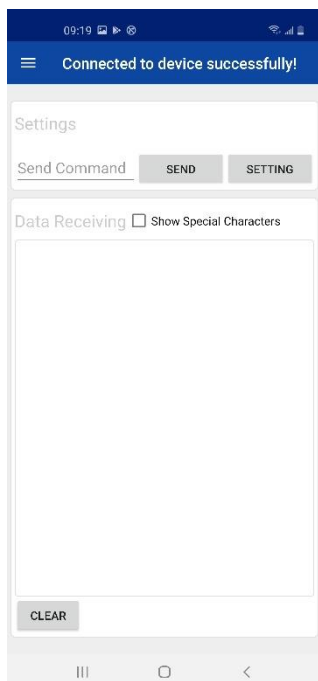 09:19
Connected to device successfully!
Settings
Send Command SEND SETTING
Data Receiving Show Special Characters
CLEAR